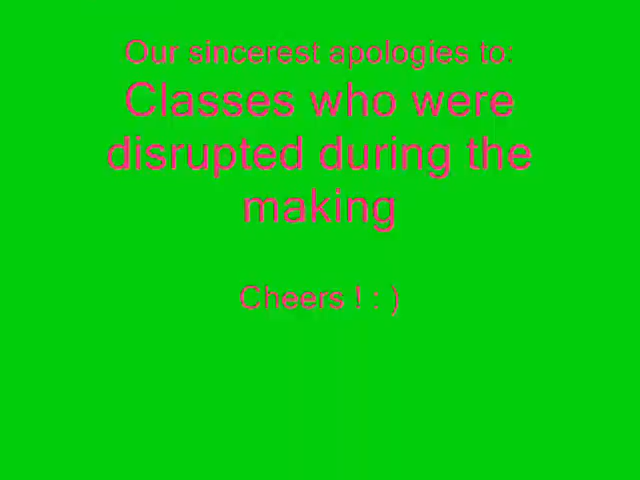 Our sincerest apologies to:
Classes who were
disrupted during the
making
Cheers ! : )